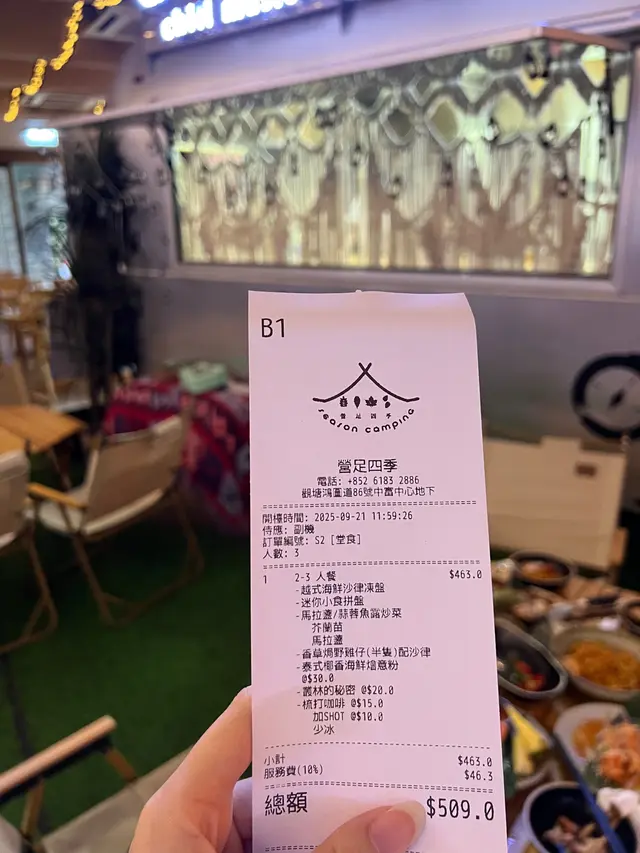 B1
season camping
營足四季
營足四季
電話: +852 6183 2886
觀塘鴻圖道86號中富中心地下
開檯時間: 2025-09-21 11:59:26
侍應: 副機
訂單編號: S2 [堂食]
人數: 3
1 2-3 人餐 $463.0
-越式海鮮沙律凍盤
-迷你小食拼盤
-馬拉盞/蒜蓉魚露炒菜
芥蘭苗
馬拉盞
-香草焗野雞仔(半隻)配沙律
-泰式椰香海鮮燴意粉
@$30.0
-叢林的秘密 @$20.0
-梳打咖啡 @$15.0
加SHOT @$10.0
少冰
小計 $463.0
服務費(10%) $46.3
總額 $509.0